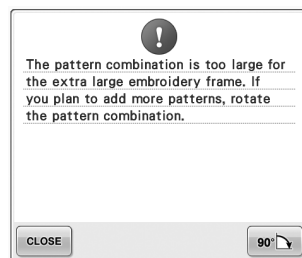 The pattern combination is too large for
the extra large embroidery frame. If
you plan to add more patterns, rotate
the pattern combination.
CLOSE
90°